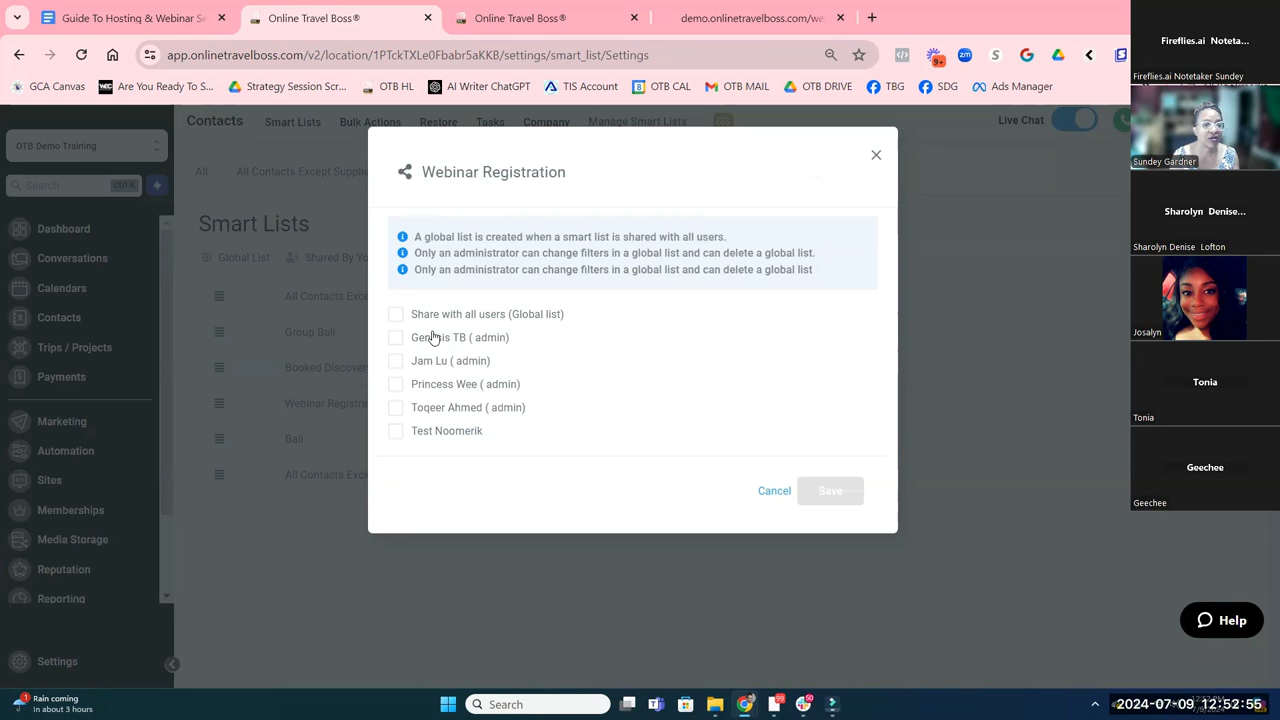 Guide To Hosting & Webinar S
Online Travel Boss®
Online Travel Boss®
demo.onlinetravelboss.com/we
app.onlinetravelboss.com/v2/location/1PTckTXLs0Fbabr5aKKB/settings/smart_list/Settings
GCA Canvas
Are You Ready To S...
Strategy Session Scr...
OTB HL
AI Writer ChatGPT
TIS Account
OTB CAL
OTB MAIL
OTB DRIVE
TBG
SDG
Ads Manager
Contacts
Smart Lists
Bulk Actions
Restore
Tasks
Company
Manage Smart Lists
Live Chat
OTB Demo Training
Search
ctrl K
All
All Contacts Except Supplie
Smart Lists
Global List
Shared By Yo
All Contacts Exce
Group Bali
Booked Discover
Webinar Registra
Bali
All Contacts Excl
Dashboard
Conversations
Calendars
Contacts
Trips / Projects
Payments
Marketing
Automation
Sites
Memberships
Media Storage
Reputation
Reporting
Settings
Webinar Registration
A global list is created when a smart list is shared with all users.
Only an administrator can change filters in a global list and can delete a global list.
Only an administrator can change filters in a global list and can delete a global list
Share with all users (Global list)
TB ( admin)
Jam Lu ( admin)
Princess Wee ( admin)
Toqeer Ahmed ( admin)
Test Noomerik
Cancel
Save
Fireflies.ai Noteta...
Fireflies.ai Notetaker Sundey
Sundey Gardner
Sharolyn Denise...
Sharolyn Denise Lofton
Josalyn
Tonia
Tonia
Geechee
Geechee
Help
Rain coming
In about 3 hours
Search
2024-07-09 12:52:55